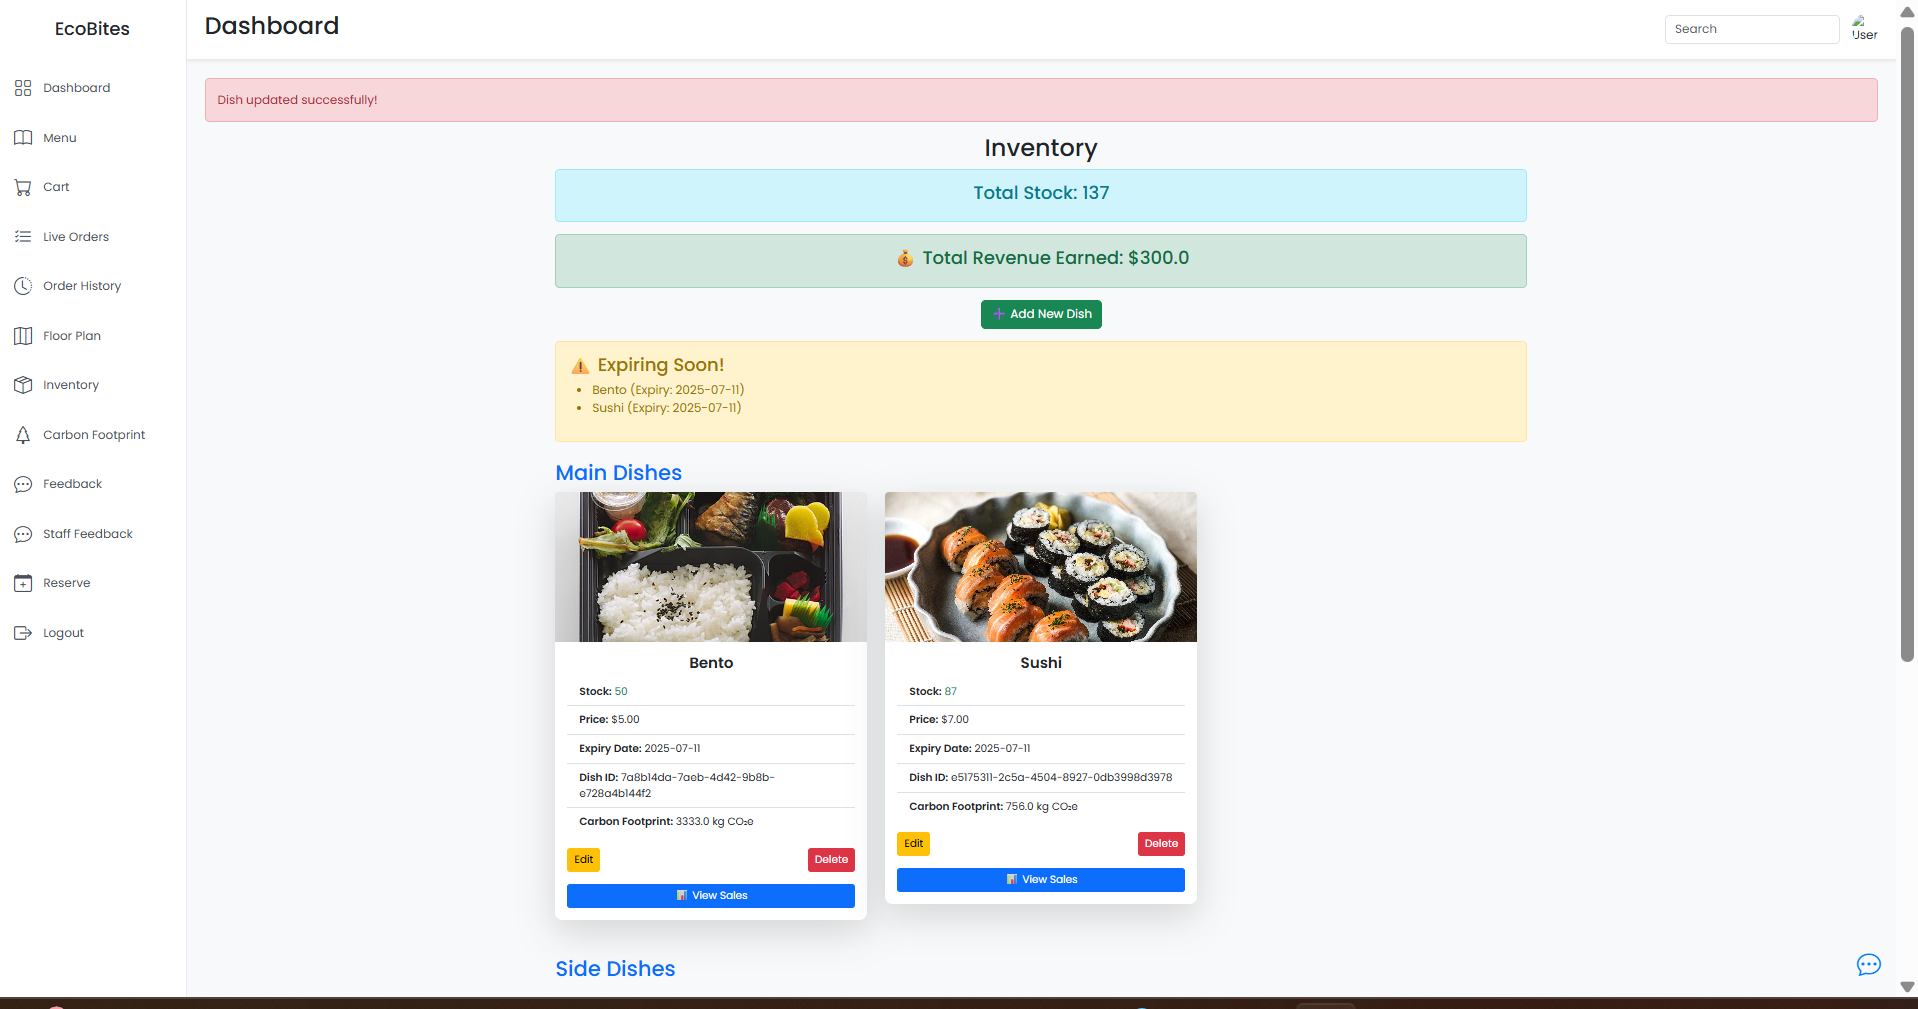 EcoBites
Dashboard
Menu
Cart
Live Orders
Order History
Floor Plan
Inventory
Carbon Footprint
Feedback
Staff Feedback
Reserve
Logout
Dashboard
Search
User
Dish updated successfully!
Inventory
Total Stock: 137
💰 Total Revenue Earned: $300.0
➕ Add New Dish
⚠️ Expiring Soon!
• Bento (Expiry: 2025-07-11)
• Sushi (Expiry: 2025-07-11)
Main Dishes
Bento
Stock: 50
Price: $5.00
Expiry Date: 2025-07-11
Dish ID: 7a8b14da-7aeb-4d42-9b8b-
e728a4b144f2
Carbon Footprint: 3333.0 kg CO₂e
Edit
Delete
📊 View Sales
Sushi
Stock: 87
Price: $7.00
Expiry Date: 2025-07-11
Dish ID: e5175311-2c5a-4504-8927-0db3998d3978
Carbon Footprint: 756.0 kg CO₂e
Edit
Delete
📊 View Sales
Side Dishes